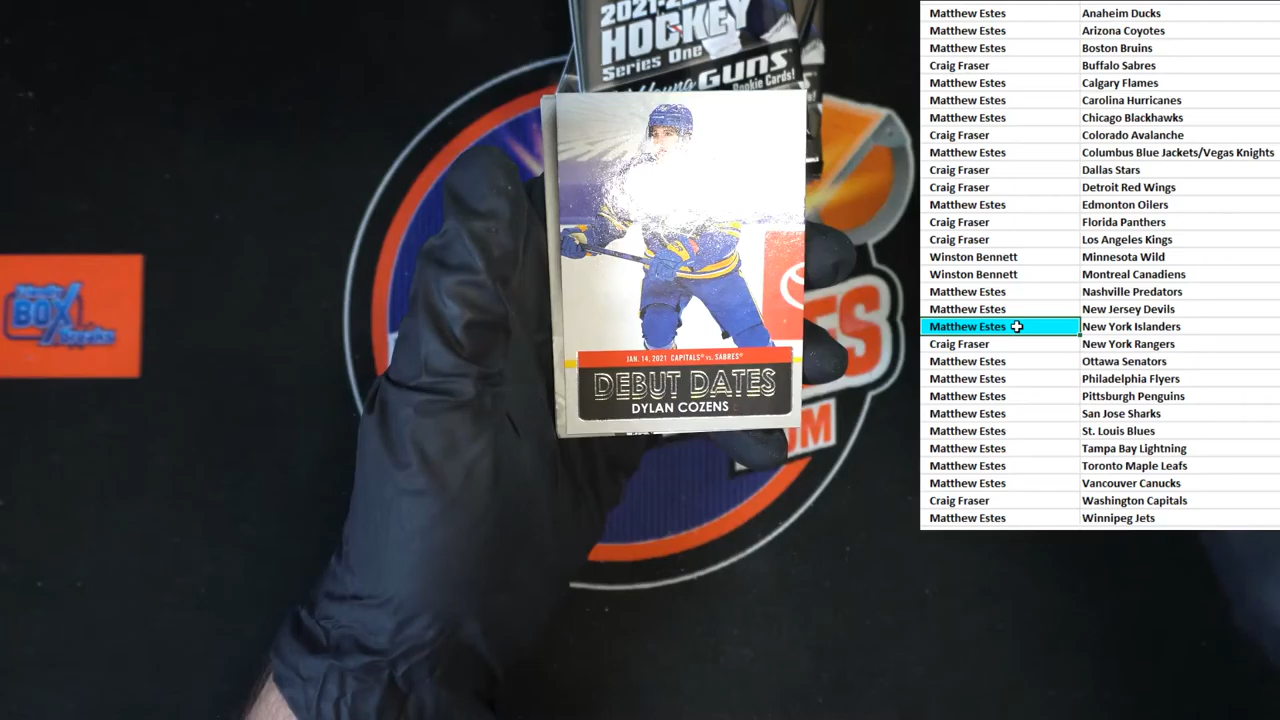 2021-2
HOCKEY
Series One
Young GUNS
Rookie Cards!
JAN. 14, 2021 CAPITALS® vs. SABRES®
DEBUT DATES
DYLAN COZENS
BOX
Breaks
ES
OM
Matthew Estes Anaheim Ducks
Matthew Estes Arizona Coyotes
Matthew Estes Boston Bruins
Craig Fraser Buffalo Sabres
Matthew Estes Calgary Flames
Matthew Estes Carolina Hurricanes
Matthew Estes Chicago Blackhawks
Craig Fraser Colorado Avalanche
Matthew Estes Columbus Blue Jackets/Vegas Knights
Craig Fraser Dallas Stars
Craig Fraser Detroit Red Wings
Matthew Estes Edmonton Oilers
Craig Fraser Florida Panthers
Craig Fraser Los Angeles Kings
Winston Bennett Minnesota Wild
Winston Bennett Montreal Canadiens
Matthew Estes Nashville Predators
Matthew Estes New Jersey Devils
Matthew Estes New York Islanders
Craig Fraser New York Rangers
Matthew Estes Ottawa Senators
Matthew Estes Philadelphia Flyers
Matthew Estes Pittsburgh Penguins
Matthew Estes San Jose Sharks
Matthew Estes St. Louis Blues
Matthew Estes Tampa Bay Lightning
Matthew Estes Toronto Maple Leafs
Matthew Estes Vancouver Canucks
Craig Fraser Washington Capitals
Matthew Estes Winnipeg Jets